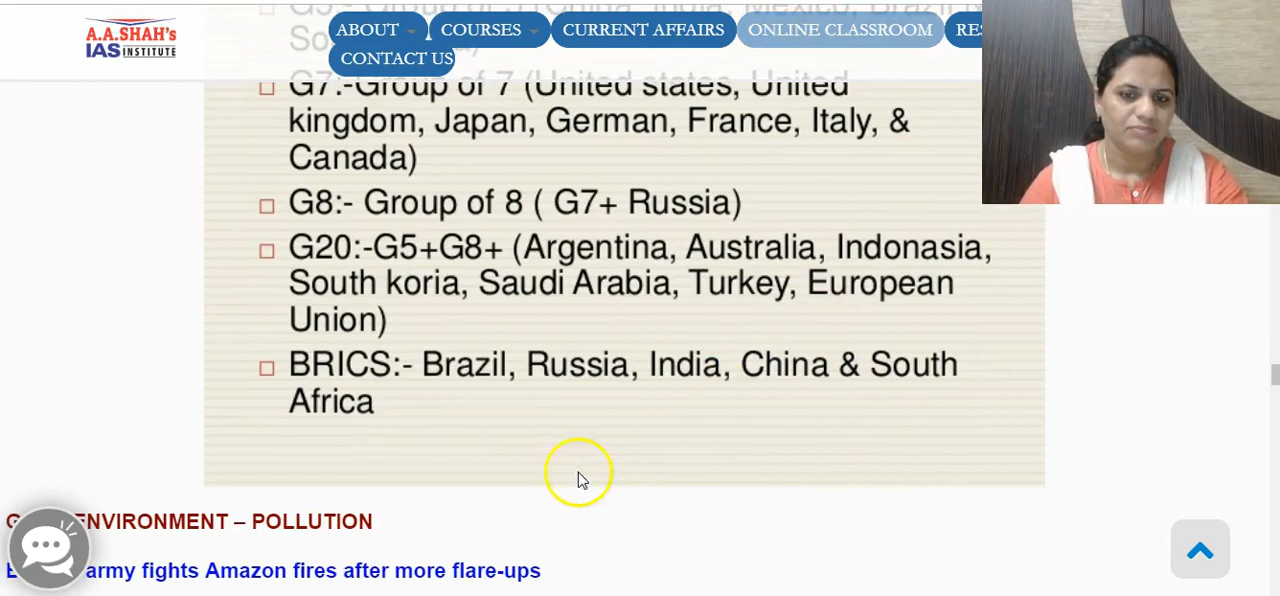 A.A.SHAH's
IAS INSTITUTE
ABOUT
COURSES
CURRENT AFFAIRS
ONLINE CLASSROOM
RES
CONTACT US
G7:-Group of 7 (United states, United
kingdom, Japan, German, France, Italy, &
Canada)
G8:- Group of 8 ( G7+ Russia)
G20:-G5+G8+ (Argentina, Australia, Indonasia,
South koria, Saudi Arabia, Turkey, European
Union)
BRICS:- Brazil, Russia, India, China & South
Africa
ENVIRONMENT – POLLUTION
army fights Amazon fires after more flare-ups